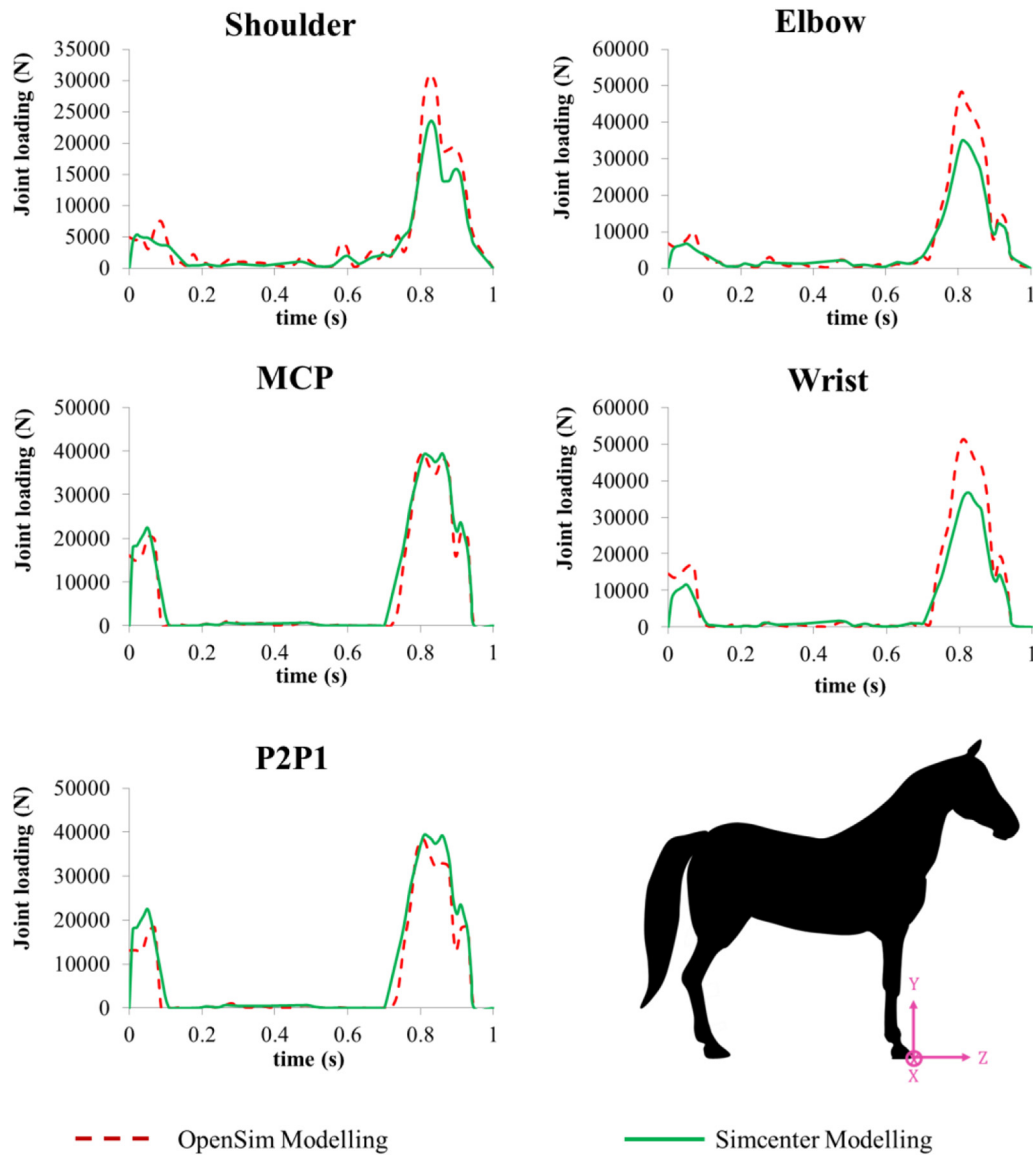 Shoulder
Joint loading (N)
35000
30000
25000
20000
15000
10000
5000
0
0 0.2 0.4 0.6 0.8 1
time (s)
Elbow
Joint loading (N)
60000
50000
40000
30000
20000
10000
0
0 0.2 0.4 0.6 0.8 1
time (s)
MCP
Joint loading (N)
50000
40000
30000
20000
10000
0
0 0.2 0.4 0.6 0.8 1
time (s)
Wrist
Joint loading (N)
60000
50000
40000
30000
20000
10000
0
0 0.2 0.4 0.6 0.8 1
time (s)
P2P1
Joint loading (N)
50000
40000
30000
20000
10000
0
0 0.2 0.4 0.6 0.8 1
time (s)
Y
Z
X
OpenSim Modelling
Simcenter Modelling